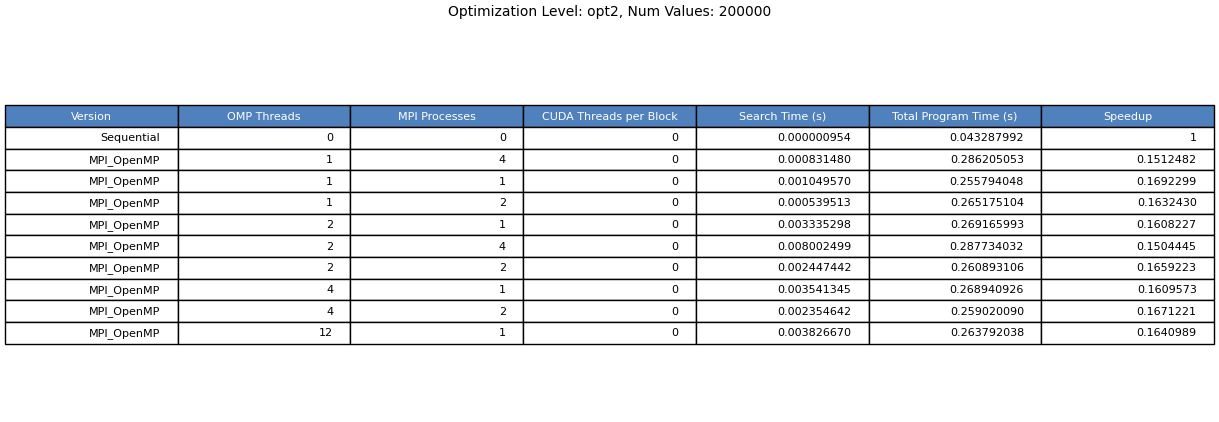 Optimization Level: opt2, Num Values: 200000
Version OMP Threads MPI Processes CUDA Threads per Block Search Time (s) Total Program Time (s) Speedup
Sequential 0 0 0 0.000000954 0.043287992 1
MPI_OpenMP 1 4 0 0.000831480 0.286205053 0.1512482
MPI_OpenMP 1 1 0 0.001049570 0.255794048 0.1692299
MPI_OpenMP 1 2 0 0.000539513 0.265175104 0.1632430
MPI_OpenMP 2 1 0 0.003335298 0.269165993 0.1608227
MPI_OpenMP 2 4 0 0.008002499 0.287734032 0.1504445
MPI_OpenMP 2 2 0 0.002447442 0.260893106 0.1659223
MPI_OpenMP 4 1 0 0.003541345 0.268940926 0.1609573
MPI_OpenMP 4 2 0 0.002354642 0.259020090 0.1671221
MPI_OpenMP 12 1 0 0.003826670 0.263792038 0.1640989